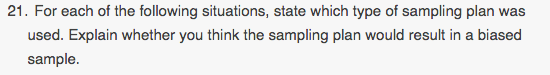 21. For each of the following situations, state which type of sampling plan was
used. Explain whether you think the sampling plan would result in a biased
sample.